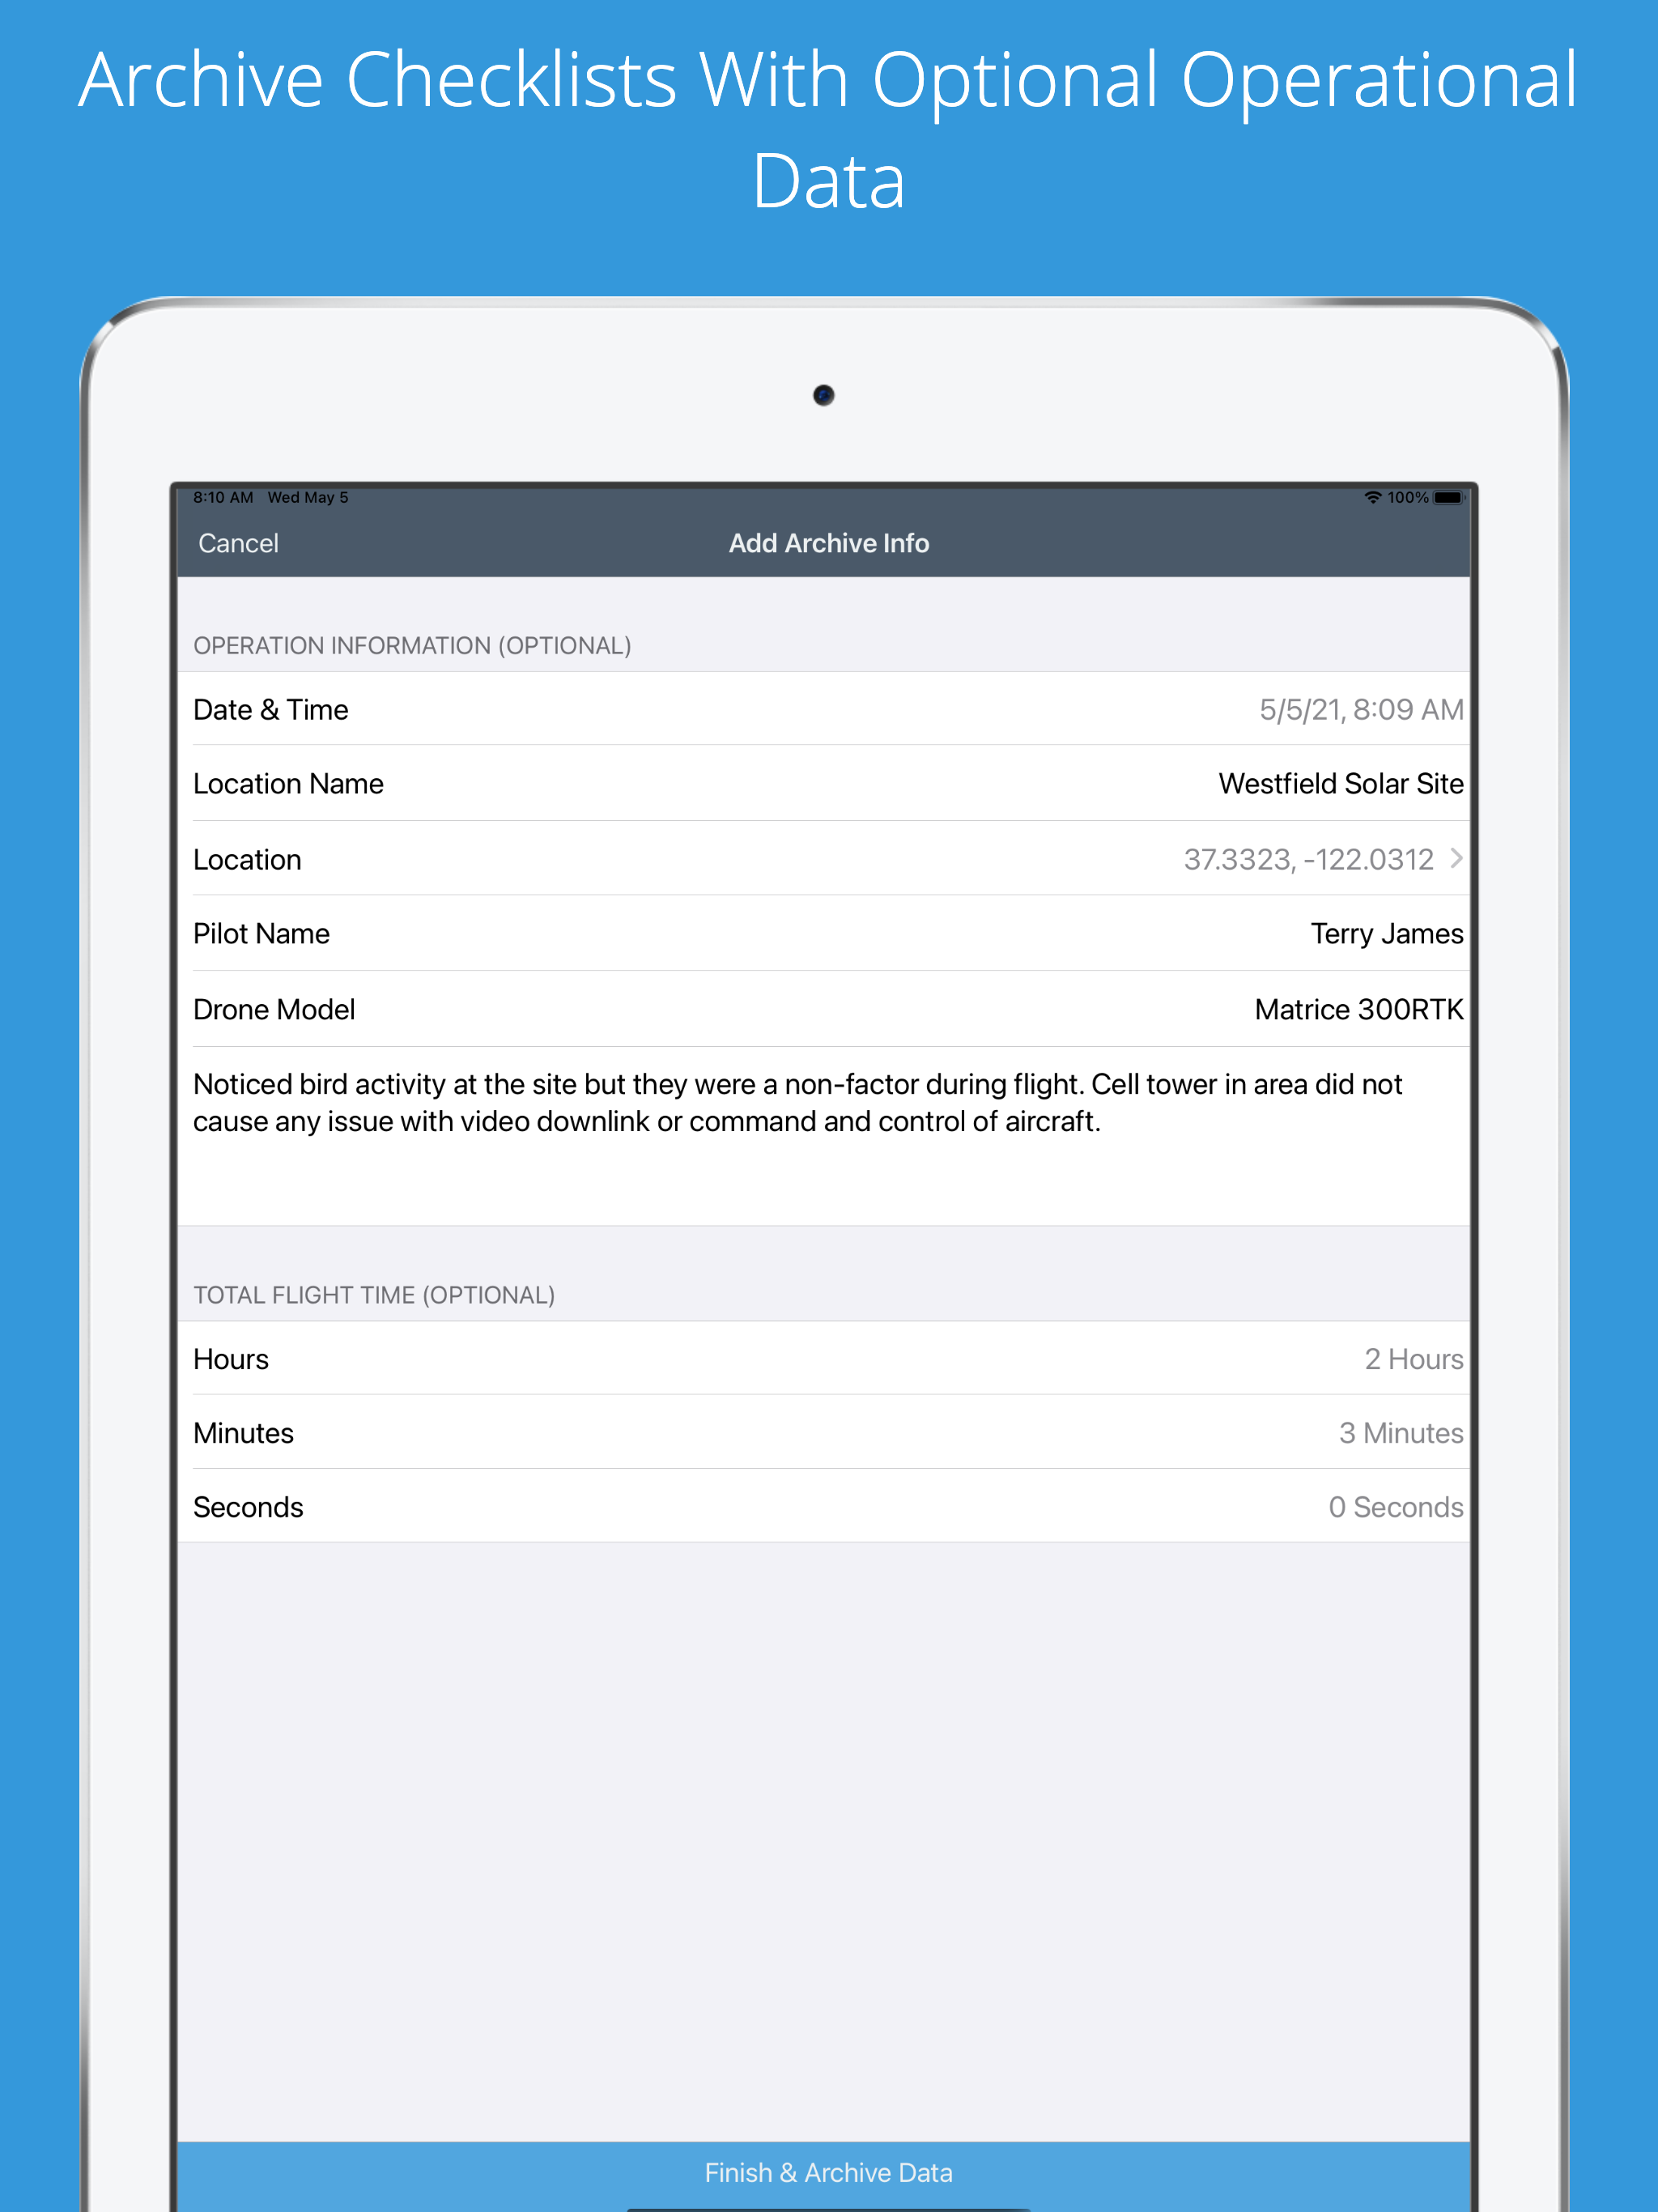 Archive Checklists With Optional Operational
Data
8:10 AM Wed May 5 100%
Cancel Add Archive Info
OPERATION INFORMATION (OPTIONAL)
Date & Time 5/5/21, 8:09 AM
Location Name Westfield Solar Site
Location 37.3323, -122.0312
Pilot Name Terry James
Drone Model Matrice 300RTK
Noticed bird activity at the site but they were a non-factor during flight. Cell tower in area did not
cause any issue with video downlink or command and control of aircraft.
TOTAL FLIGHT TIME (OPTIONAL)
Hours 2 Hours
Minutes 3 Minutes
Seconds 0 Seconds
Finish & Archive Data